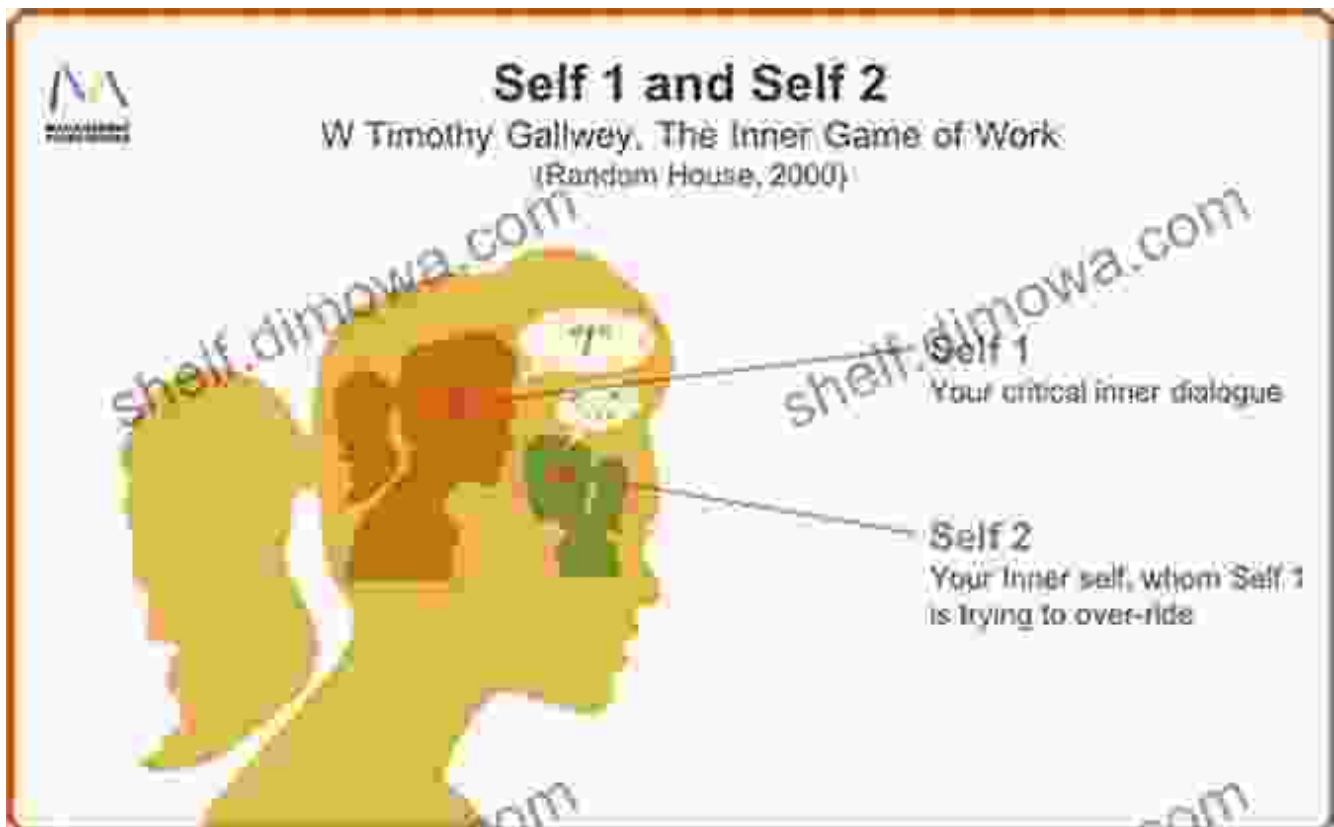 Self 1 and Self 2
W Timothy Gallwey, The Inner Game of Work
(Random House, 2000)
shelf.dimowa.com
shelf.dimowa.com
Self 1
Your critical inner dialogue
Self 2
Your Inner self, whom Self 1
is trying to over-ride
com
com